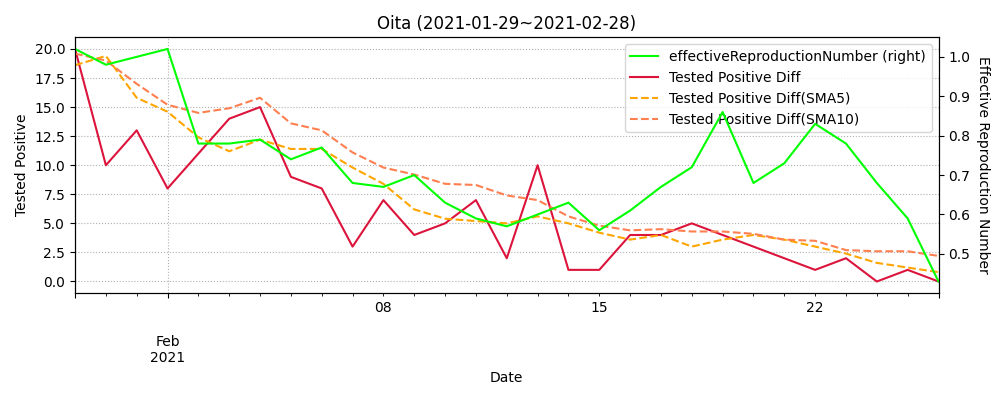 Oita (2021-01-29~2021-02-28)
effectiveReproductionNumber (right)
Tested Positive Diff
Tested Positive Diff(SMA5)
Tested Positive Diff(SMA10)
Tested Positive
20.0
17.5
15.0
12.5
10.0
7.5
5.0
2.5
0.0
1.0
0.9
0.8
0.7
0.6
0.5
Effective Reproduction Number
08
15
22
Feb
2021
Date